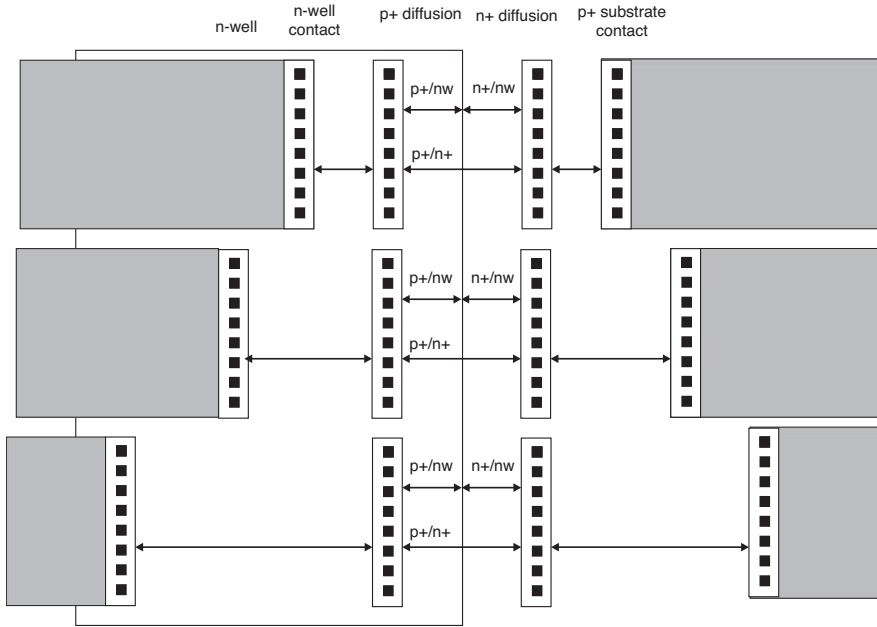 n-well
n-well
contact
p+ diffusion
n+ diffusion
p+ substrate
contact
p+/nw
n+/nw
p+/n+
p+/nw
n+/nw
p+/n+
p+/nw
n+/nw
p+/n+